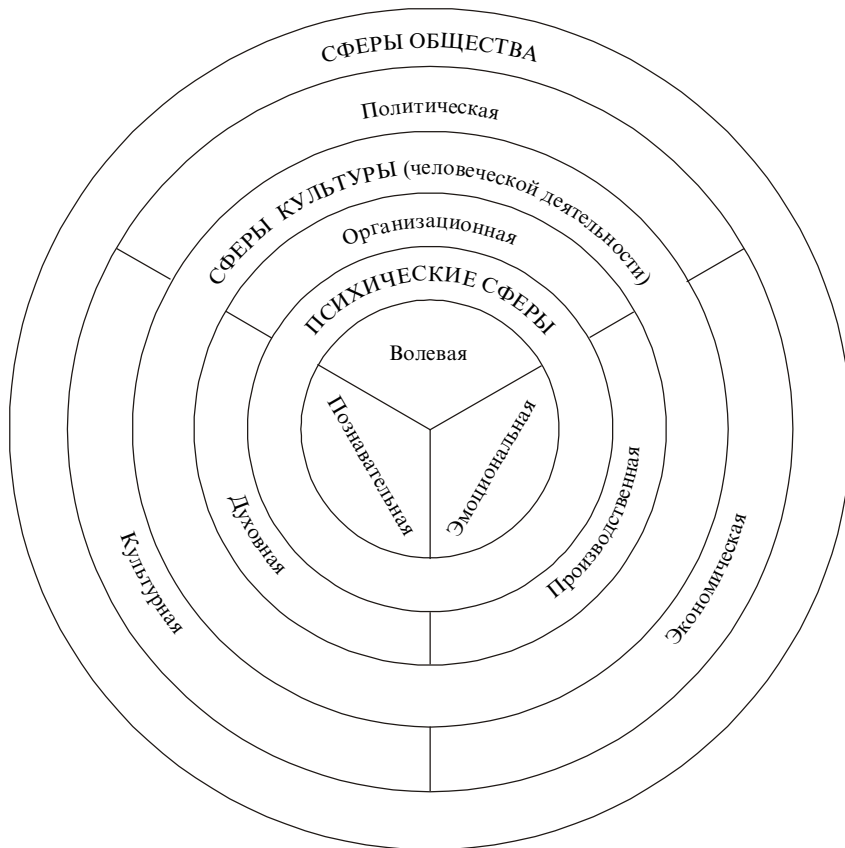 СФЕРЫ ОБЩЕСТВА
Политическая
СФЕРЫ КУЛЬТУРЫ (человеческой деятельности)
Организационная
ПСИХИЧЕСКИЕ СФЕРЫ
Волевая
Познавательная
Эмоциональная
Духовная
Производственная
Культурная
Экономическая